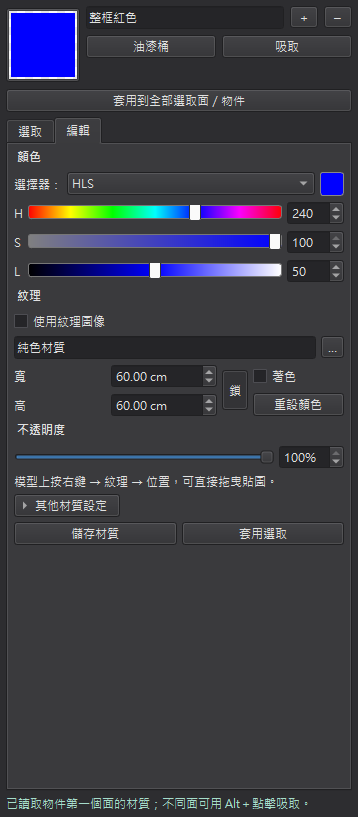 整框紅色
+
−
油漆桶
吸取
套用到全部選取面 / 物件
選取
編輯
顏色
選擇器：
HLS
H
240
S
100
L
50
紋理
使用紋理圖像
純色材質
...
寬
60.00 cm
鎖
著色
高
60.00 cm
重設顏色
不透明度
100%
模型上按右鍵 → 紋理 → 位置，可直接拖曳貼圖。
其他材質設定
儲存材質
套用選取
已讀取物件第一個面的材質；不同面可用 Alt + 點擊吸取。